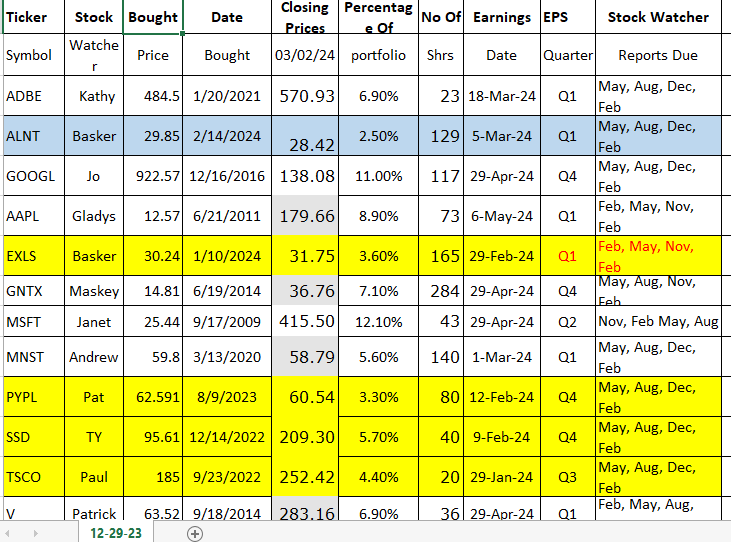 Ticker Stock Bought Date Closing Prices Percentag e Of No Of Earnings EPS Stock Watcher
Symbol Watche r Price Bought 03/02/24 portfolio Shrs Date Quarter Reports Due
ADBE Kathy 484.5 1/20/2021 570.93 6.90% 23 18-Mar-24 Q1 May, Aug, Dec, Feb
ALNT Basker 29.85 2/14/2024 28.42 2.50% 129 5-Mar-24 Q1 May, Aug, Dec, Feb
GOOGL Jo 922.57 12/16/2016 138.08 11.00% 117 29-Apr-24 Q4 May, Aug, Dec, Feb
AAPL Gladys 12.57 6/21/2011 179.66 8.90% 73 6-May-24 Q1 Feb, May, Nov, Feb
EXLS Basker 30.24 1/10/2024 31.75 3.60% 165 29-Feb-24 Q1 Feb, May, Nov, Feb
GNTX Maskey 14.81 6/19/2014 36.76 7.10% 284 29-Apr-24 Q4 May, Aug, Nov, Feb
MSFT Janet 25.44 9/17/2009 415.50 12.10% 43 29-Apr-24 Q2 Nov, Feb May, Aug
MNST Andrew 59.8 3/13/2020 58.79 5.60% 140 1-Mar-24 Q1 May, Aug, Dec, Feb
PYPL Pat 62.591 8/9/2023 60.54 3.30% 80 12-Feb-24 Q4 May, Aug, Dec, Feb
SSD TY 95.61 12/14/2022 209.30 5.70% 40 9-Feb-24 Q4 May, Aug, Dec, Feb
TSCO Paul 185 9/23/2022 252.42 4.40% 20 29-Jan-24 Q3 May, Aug, Dec, Feb
V Patrick 63.52 9/18/2014 283.16 6.90% 36 29-Apr-24 Q1 Feb, May, Aug,
12-29-23